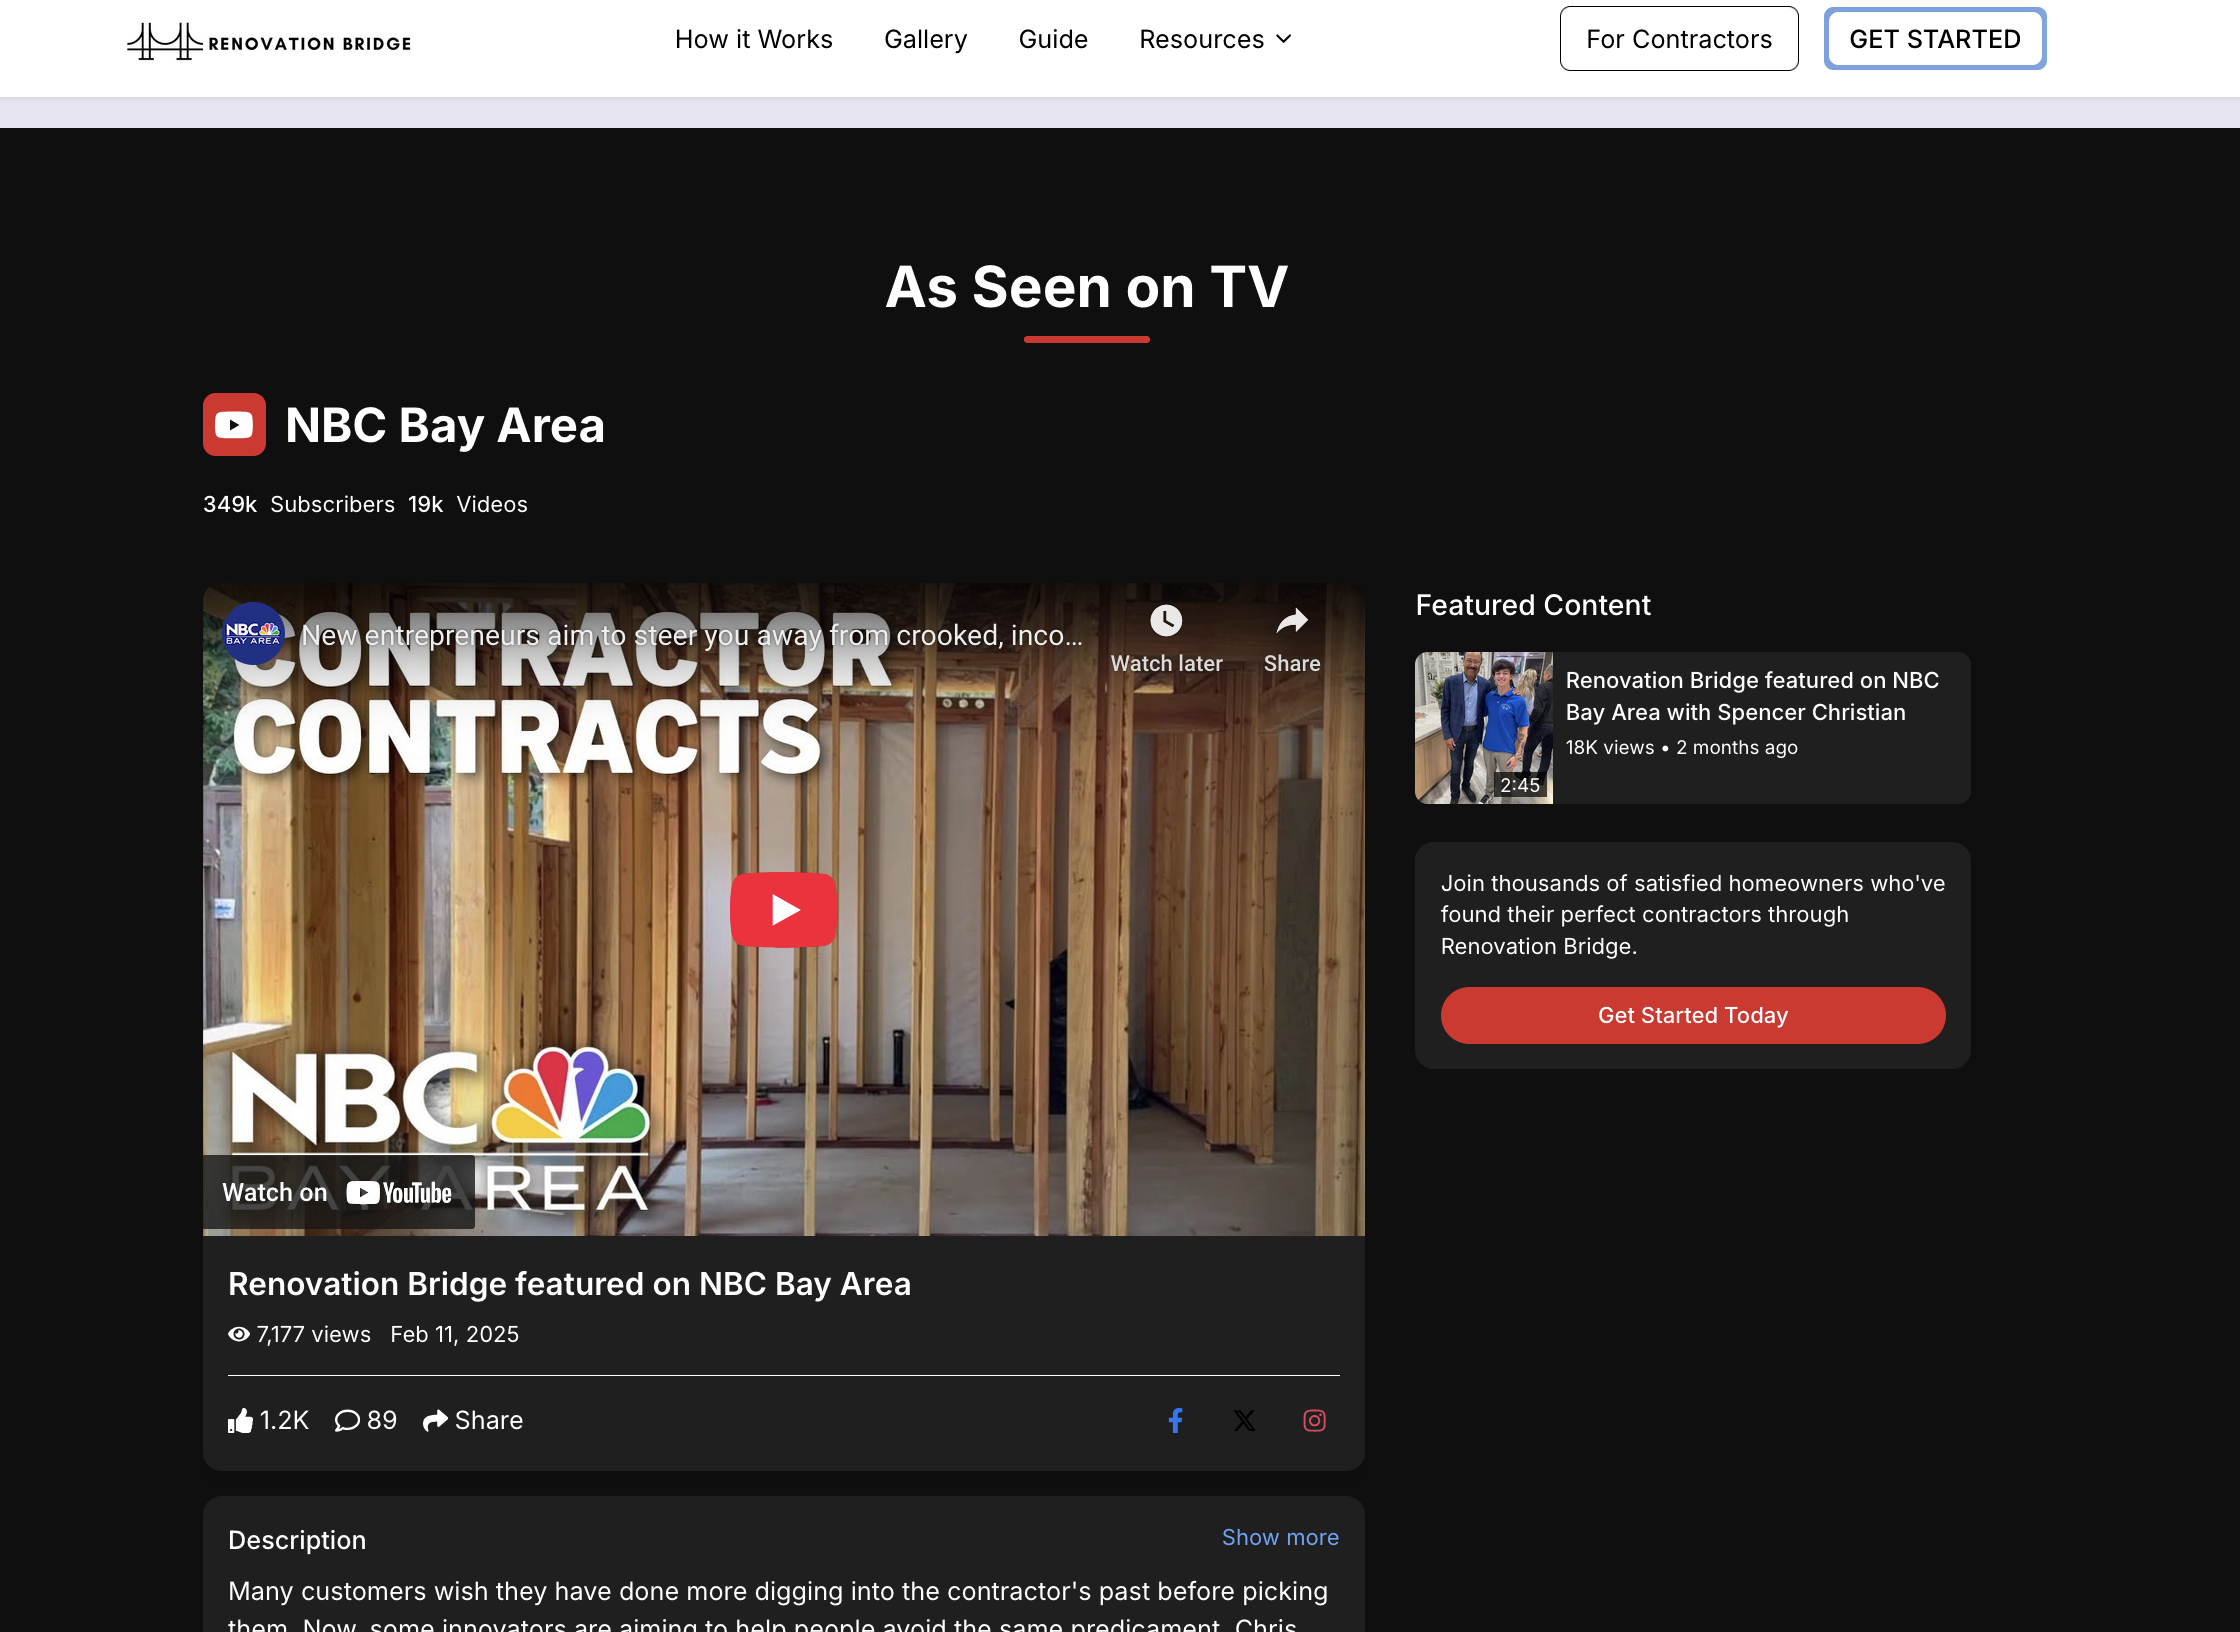 RENOVATION BRIDGE
How it Works
Gallery
Guide
Resources
For Contractors
GET STARTED
As Seen on TV
NBC Bay Area
349k Subscribers 19k Videos
CONTRACTOR
CONTRACTS
NBC
BAY AREA
New entrepreneurs aim to steer you away from crooked, inco...
Watch later
Share
NBC
BAY AREA
Watch on YouTube
Renovation Bridge featured on NBC Bay Area
7,177 views Feb 11, 2025
1.2K 89 Share
Description
Show more
Many customers wish they have done more digging into the contractor's past before picking
them. Now, some innovators are aiming to help people avoid the same predicament. Chris
Featured Content
Renovation Bridge featured on NBC
Bay Area with Spencer Christian
18K views • 2 months ago
2:45
Join thousands of satisfied homeowners who've
found their perfect contractors through
Renovation Bridge.
Get Started Today